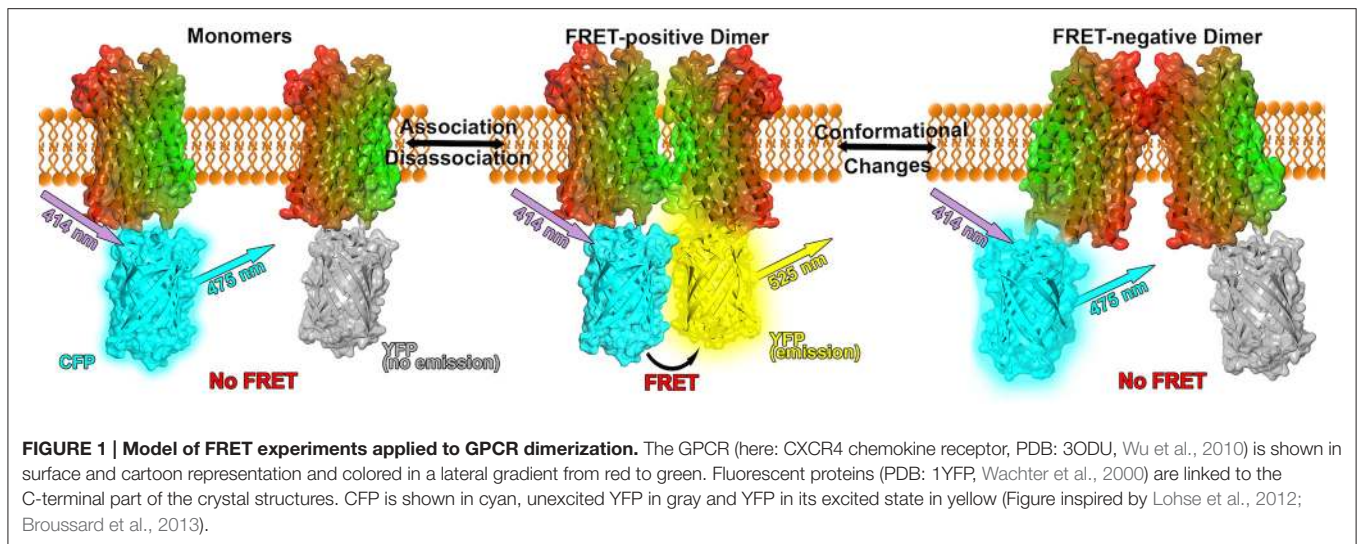 Monomers
FRET-positive Dimer
FRET-negative Dimer
Association
Disassociation
Conformational
Changes
414 nm
475 nm
414 nm
525 nm
414 nm
475 nm
CFP
YFP
(no emission)
No FRET
YFP
(emission)
FRET
No FRET
FIGURE 1 | Model of FRET experiments applied to GPCR dimerization. The GPCR (here: CXCR4 chemokine receptor, PDB: 3ODU, Wu et al., 2010) is shown in
surface and cartoon representation and colored in a lateral gradient from red to green. Fluorescent proteins (PDB: 1YFP, Wachter et al., 2000) are linked to the
C-terminal part of the crystal structures. CFP is shown in cyan, unexcited YFP in gray and YFP in its excited state in yellow (Figure inspired by Lohse et al., 2012;
Broussard et al., 2013).